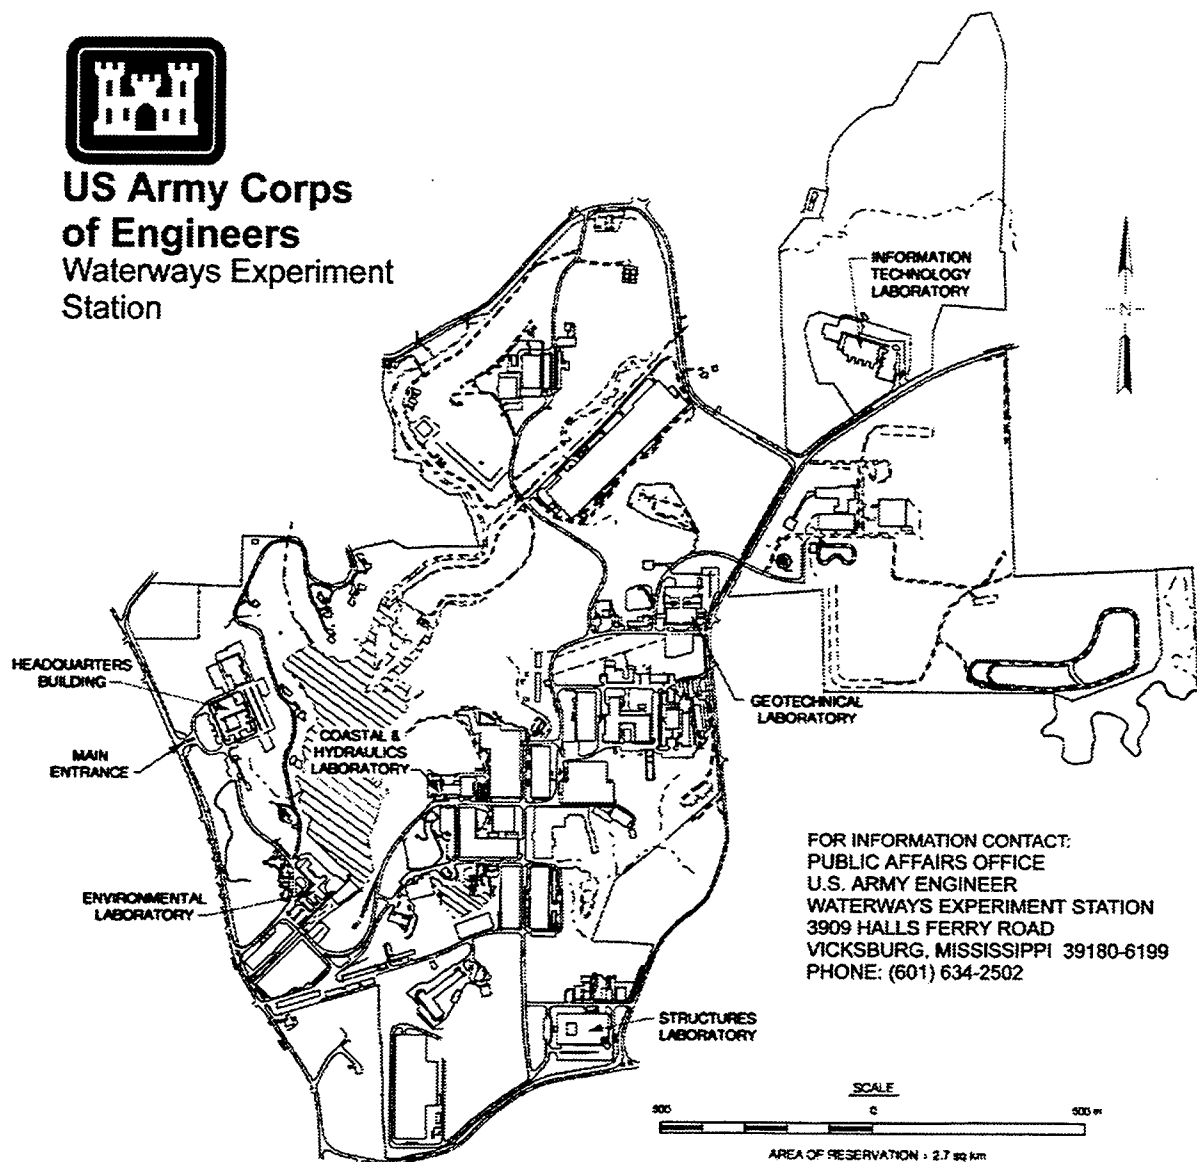 US Army Corps
of Engineers
Waterways Experiment
Station
INFORMATION
TECHNOLOGY
LABORATORY
N
HEADQUARTERS
BUILDING
MAIN
ENTRANCE
COASTAL &
HYDRAULICS
LABORATORY
GEOTECHNICAL
LABORATORY
ENVIRONMENTAL
LABORATORY
FOR INFORMATION CONTACT:
PUBLIC AFFAIRS OFFICE
U.S. ARMY ENGINEER
WATERWAYS EXPERIMENT STATION
3909 HALLS FERRY ROAD
VICKSBURG, MISSISSIPPI 39180-6199
PHONE: (601) 634-2502
STRUCTURES
LABORATORY
SCALE
500 0 500 m
AREA OF RESERVATION - 2.7 sq km